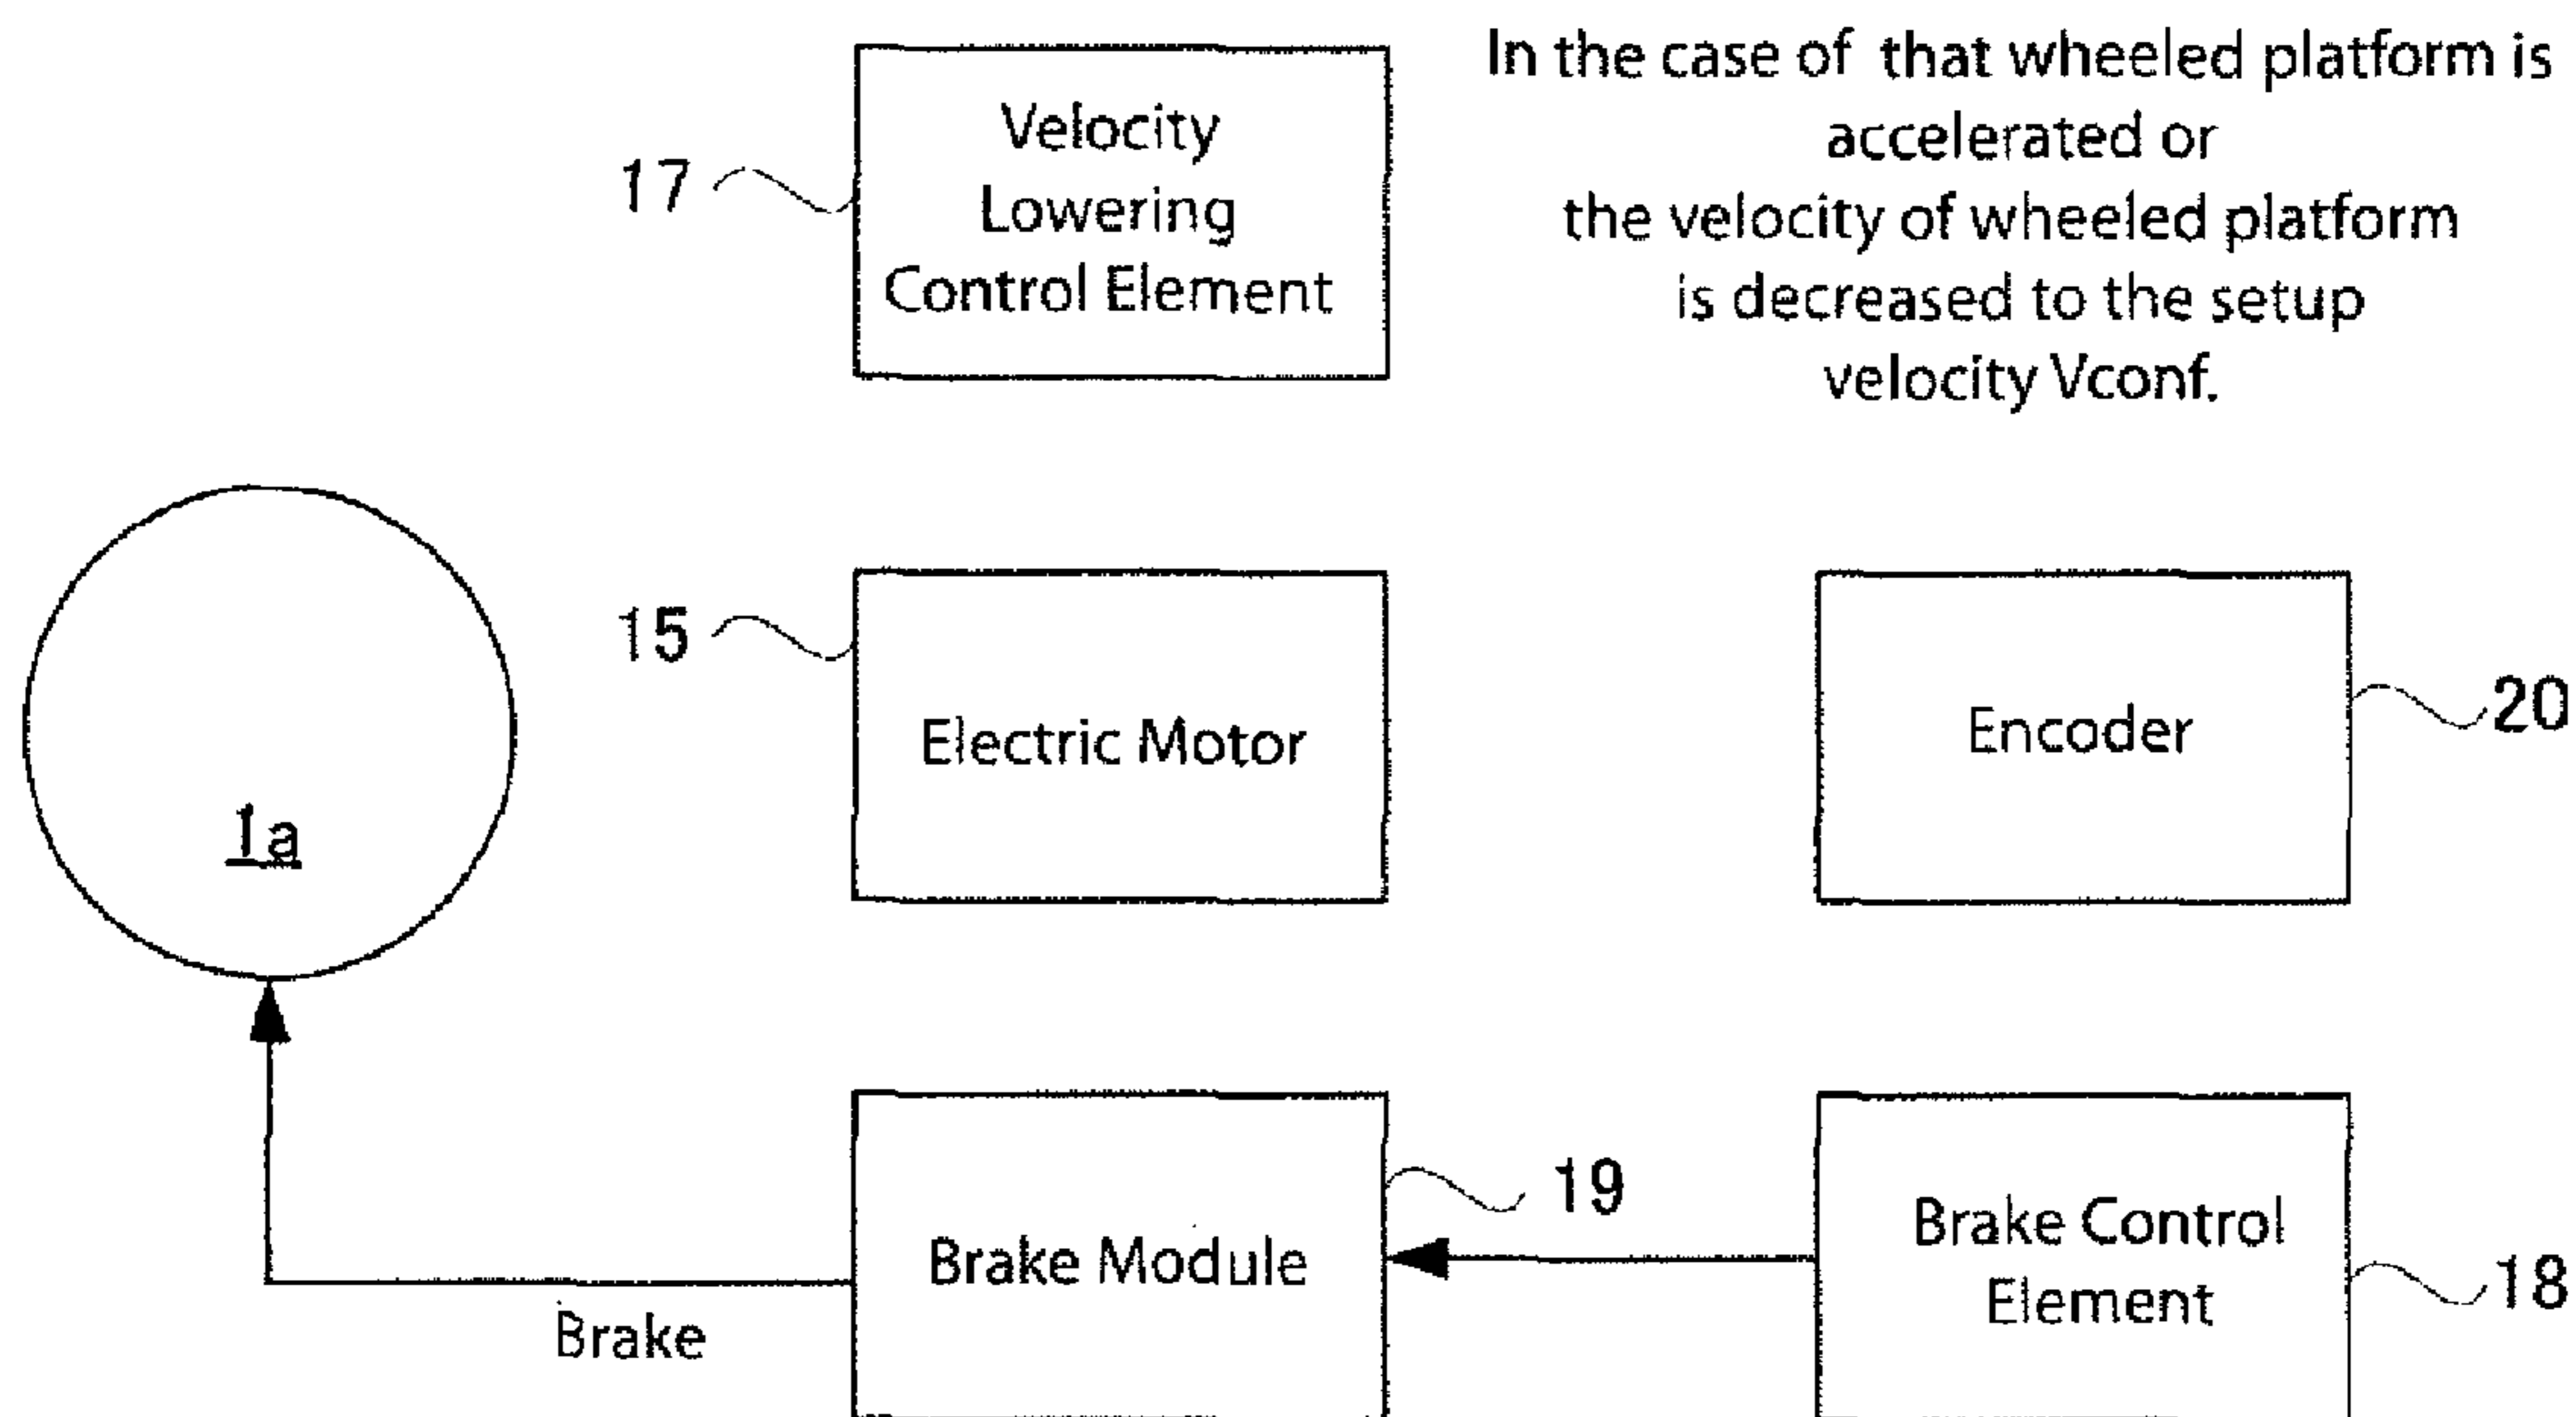 In the case of that wheeled platform is
accelerated or
the velocity of wheeled platform
is decreased to the setup
velocity Vconf.
17
Velocity
Lowering
Control Element
1a
15
Electric Motor
Encoder
20
Brake
Brake Module
19
Brake Control
Element
18